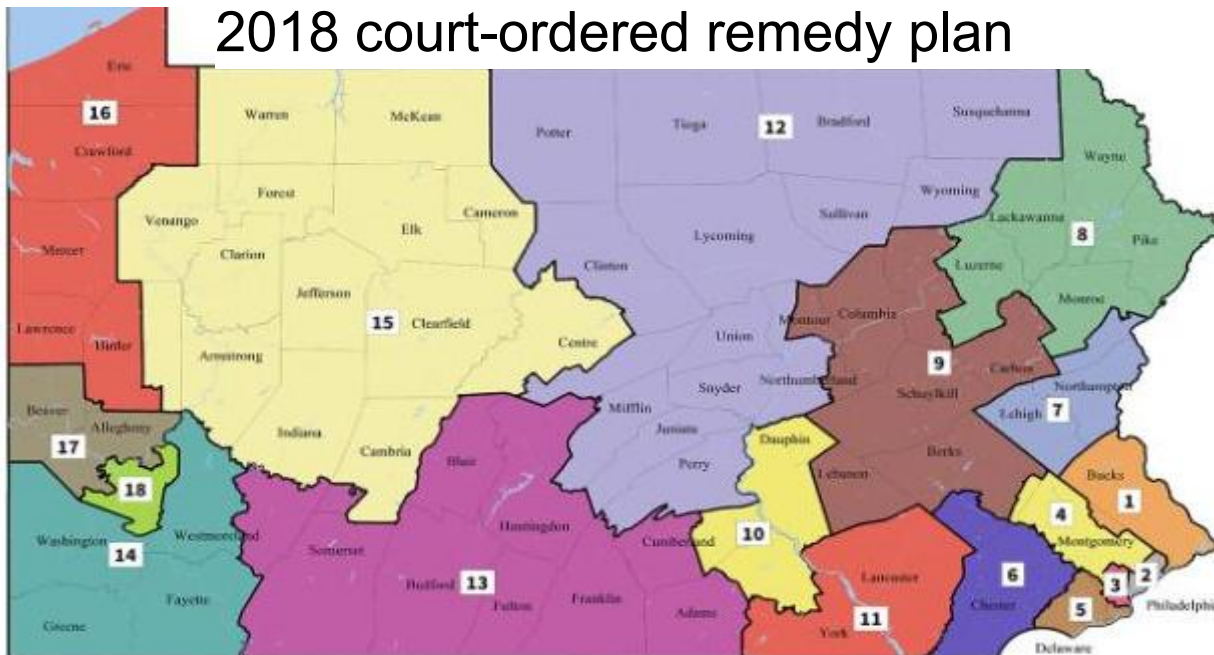 2018 court-ordered remedy plan
Erie
16
Crawford
Warren
McKean
Potter
Tioga
12
Bradford
Susquehanna
Wayne
Forest
Venango
Cameron
Elk
Clarion
Wyoming
Sullivan
Lackawanna
8
Pike
Mercer
Lycoming
Clinton
Luzerne
Jefferson
Monroe
Lawrence
15
Clearfield
Montour
Columbia
Butler
Armstrong
Centre
Union
9
Carbon
Northampton
Snyder
Northumberland
Schuylkill
Lehigh
7
Beaver
Allegheny
Mifflin
Juniata
Dauphin
17
Indiana
Cambria
Blair
Perry
Lebanon
Berks
Bucks
1
18
4
Huntingdon
Washington
Westmoreland
14
Somerset
Cumberland
10
Montgomery
Bedford
13
Lancaster
6
3
2
Fayette
Fulton
Franklin
Adams
Chester
5
Philadelphi
Greene
York
11
Delaware